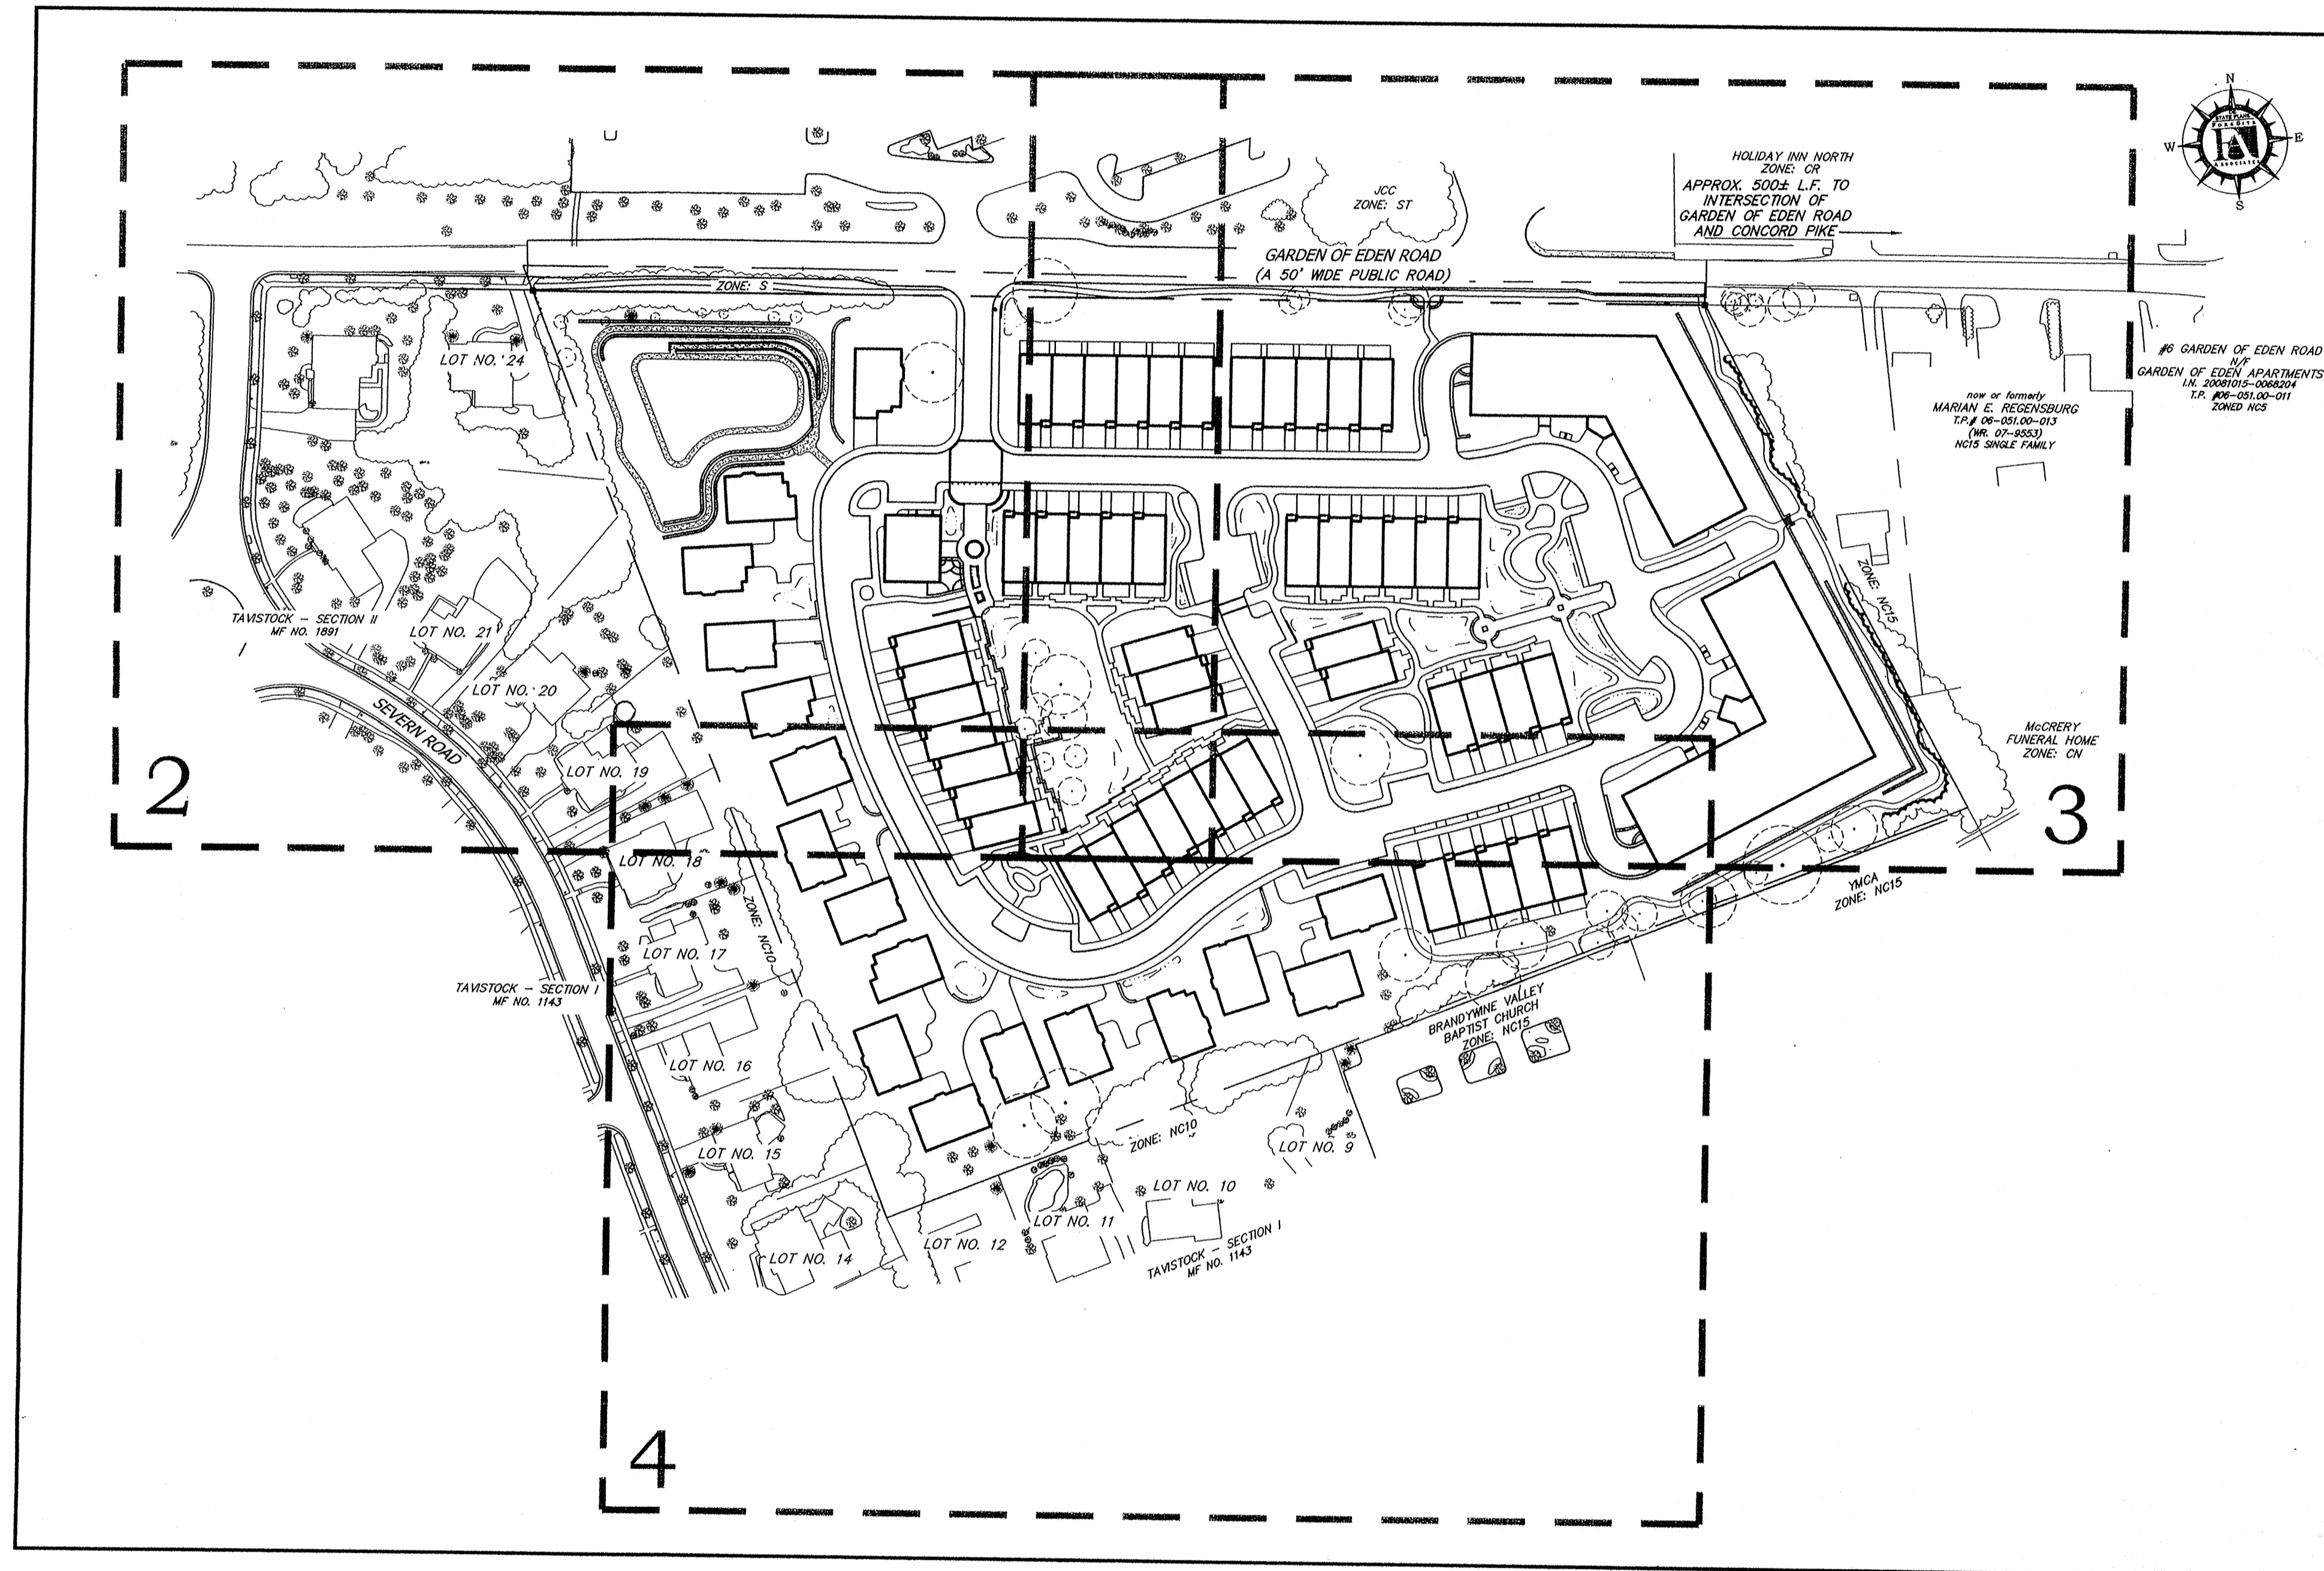 N
W
E
S
STATE PLANE
FORESITE
FA
ASSOCIATES
HOLIDAY INN NORTH
ZONE: CR
APPROX. 500± L.F. TO
INTERSECTION OF
GARDEN OF EDEN ROAD
AND CONCORD PIKE
JCC
ZONE: ST
GARDEN OF EDEN ROAD
(A 50' WIDE PUBLIC ROAD)
ZONE: S
LOT NO. 24
#6 GARDEN OF EDEN ROAD
N/F
GARDEN OF EDEN APARTMENTS
I.N. 20081015-0068204
T.P. #06-051.00-011
ZONED NC5
now or formerly
MARIAN E. REGENSBURG
T.P.# 06-051.00-013
(WR. 07-9553)
NC15 SINGLE FAMILY
ZONE: NC15
TAVISTOCK - SECTION II
MF NO. 1891
LOT NO. 21
LOT NO. 20
SEVERN ROAD
LOT NO. 19
McCRERY
FUNERAL HOME
ZONE: CN
2
3
LOT NO. 18
YMCA
ZONE: NC15
ZONE: NC10
LOT NO. 17
TAVISTOCK - SECTION I
MF NO. 1143
BRANDYWINE VALLEY
BAPTIST CHURCH
ZONE: NC15
LOT NO. 16
ZONE: NC10
LOT NO. 9
LOT NO. 15
LOT NO. 10
LOT NO. 11
LOT NO. 12
LOT NO. 14
TAVISTOCK - SECTION I
MF NO. 1143
4